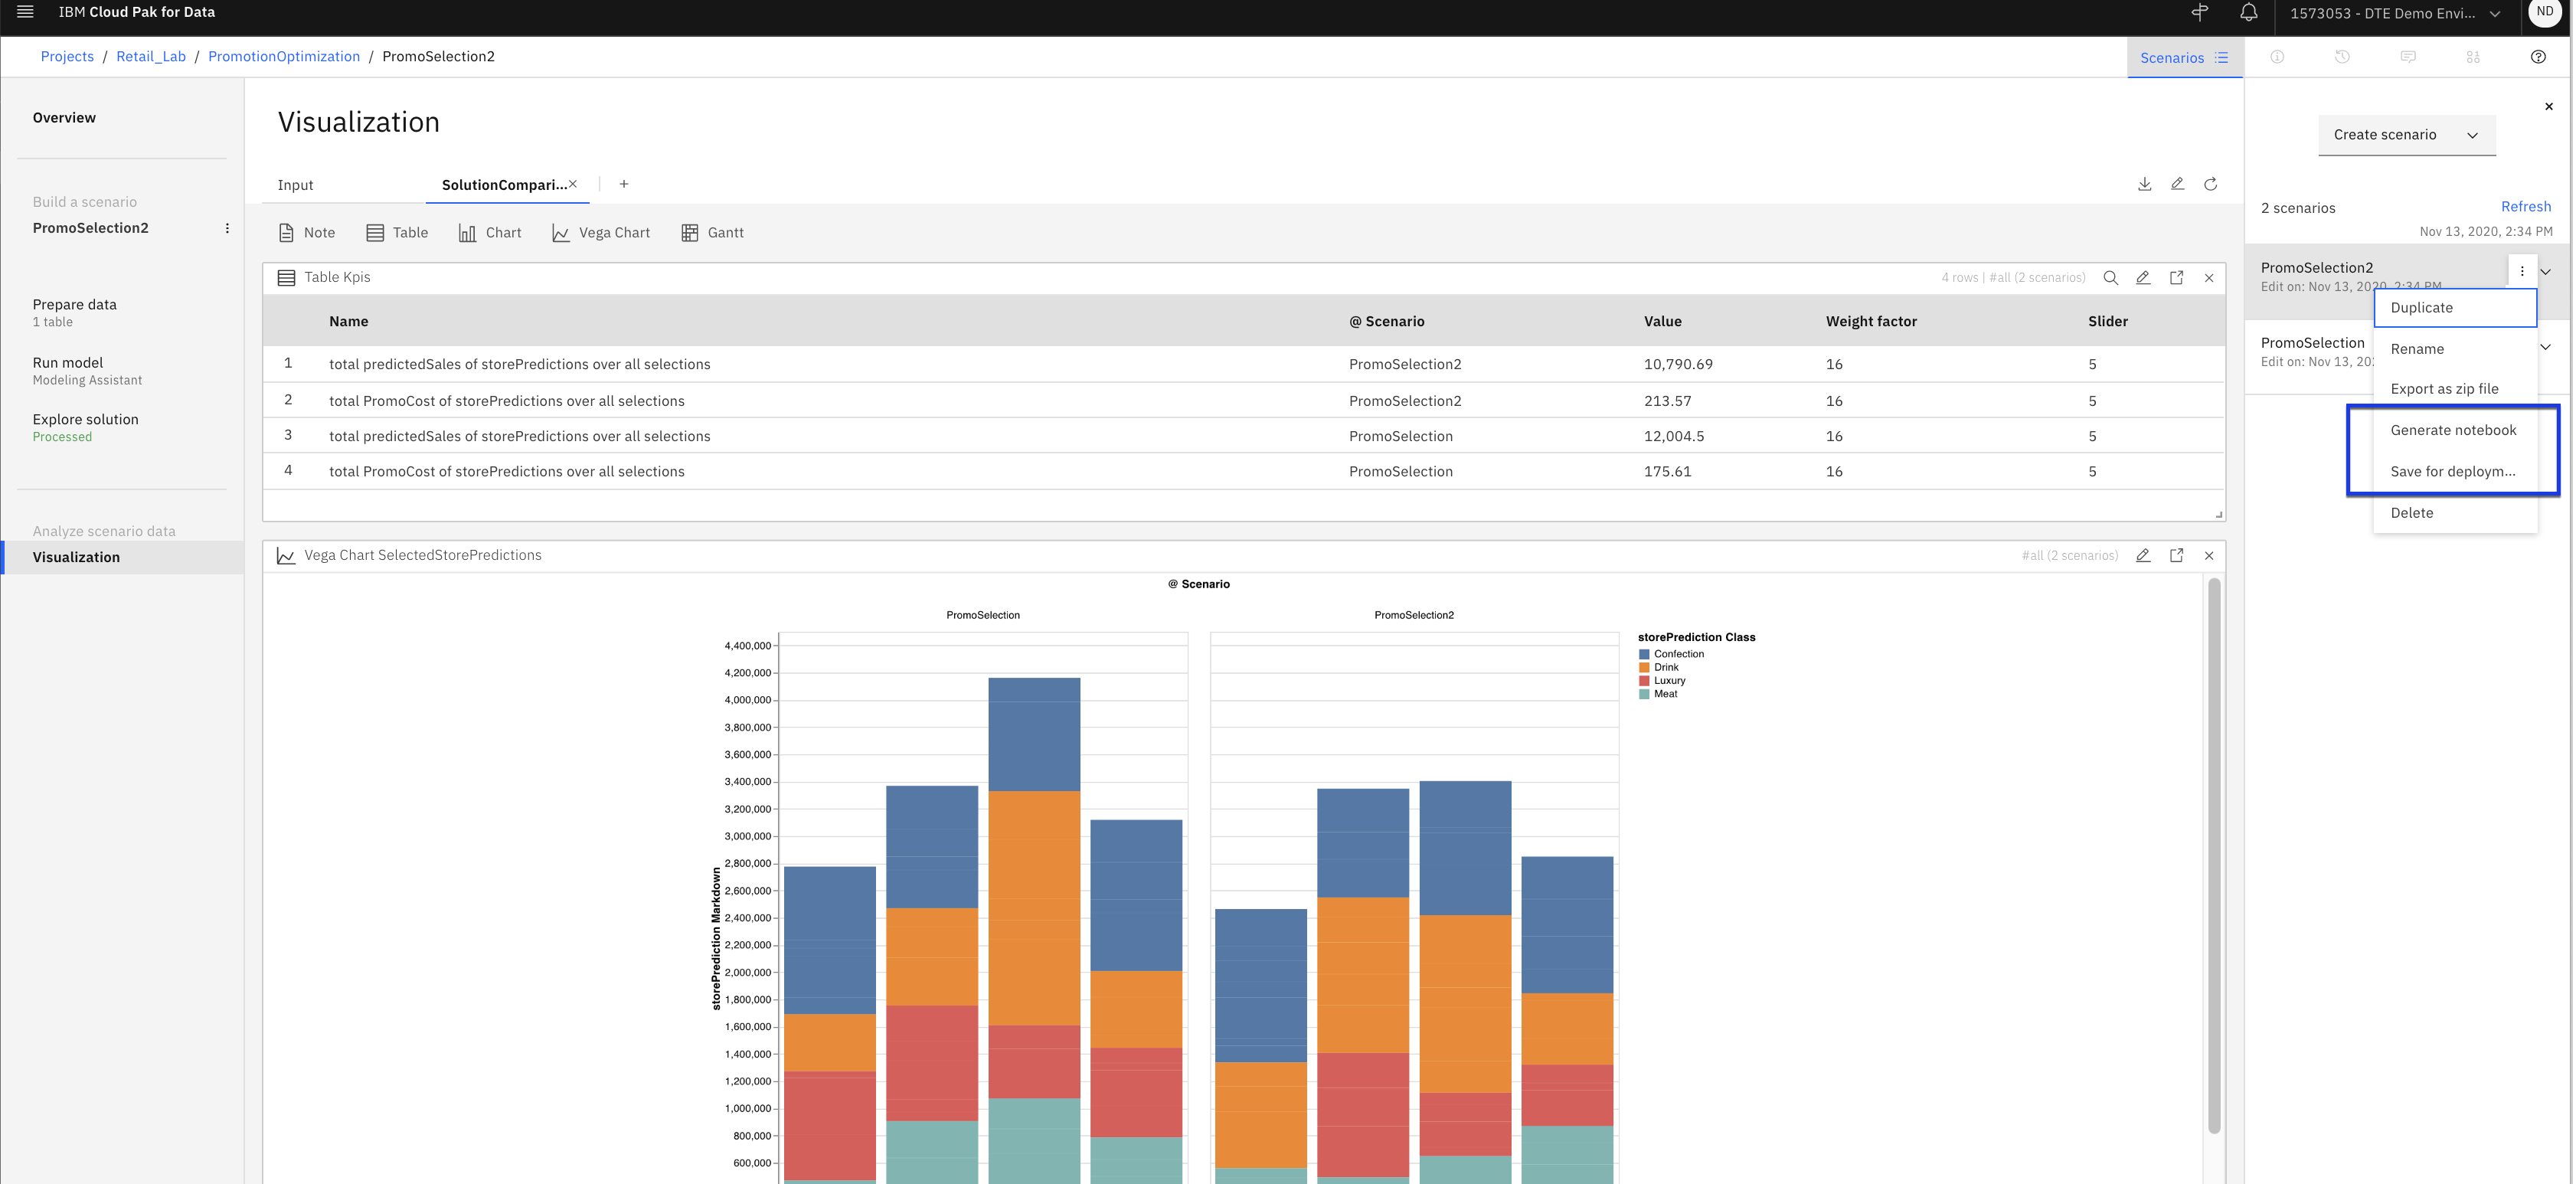 IBM Cloud Pak for Data
1573053 - DTE Demo Envi...
ND
Projects / Retail_Lab / PromotionOptimization / PromoSelection2
Scenarios
Overview
Build a scenario
PromoSelection2
Prepare data
1 table
Run model
Modeling Assistant
Explore solution
Processed
Analyze scenario data
Visualization
Visualization
Input
SolutionCompari...
Note
Table
Chart
Vega Chart
Gantt
Table Kpis
4 rows | #all (2 scenarios)
Name @ Scenario Value Weight factor Slider
1 total predictedSales of storePredictions over all selections PromoSelection2 10,790.69 16 5
2 total PromoCost of storePredictions over all selections PromoSelection2 213.57 16 5
3 total predictedSales of storePredictions over all selections PromoSelection 12,004.5 16 5
4 total PromoCost of storePredictions over all selections PromoSelection 175.61 16 5
Vega Chart SelectedStorePredictions
#all (2 scenarios)
@ Scenario
PromoSelection
PromoSelection2
storePrediction Markdown
4,400,000
4,200,000
4,000,000
3,800,000
3,600,000
3,400,000
3,200,000
3,000,000
2,800,000
2,600,000
2,400,000
2,200,000
2,000,000
1,800,000
1,600,000
1,400,000
1,200,000
1,000,000
800,000
600,000
storePrediction Class
Confection
Drink
Luxury
Meat
Create scenario
2 scenarios
Refresh
Nov 13, 2020, 2:34 PM
PromoSelection2
Edit on: Nov 13, 2020, 2:34 PM
PromoSelection
Edit on: Nov 13, 20
Duplicate
Rename
Export as zip file
Generate notebook
Save for deploym...
Delete